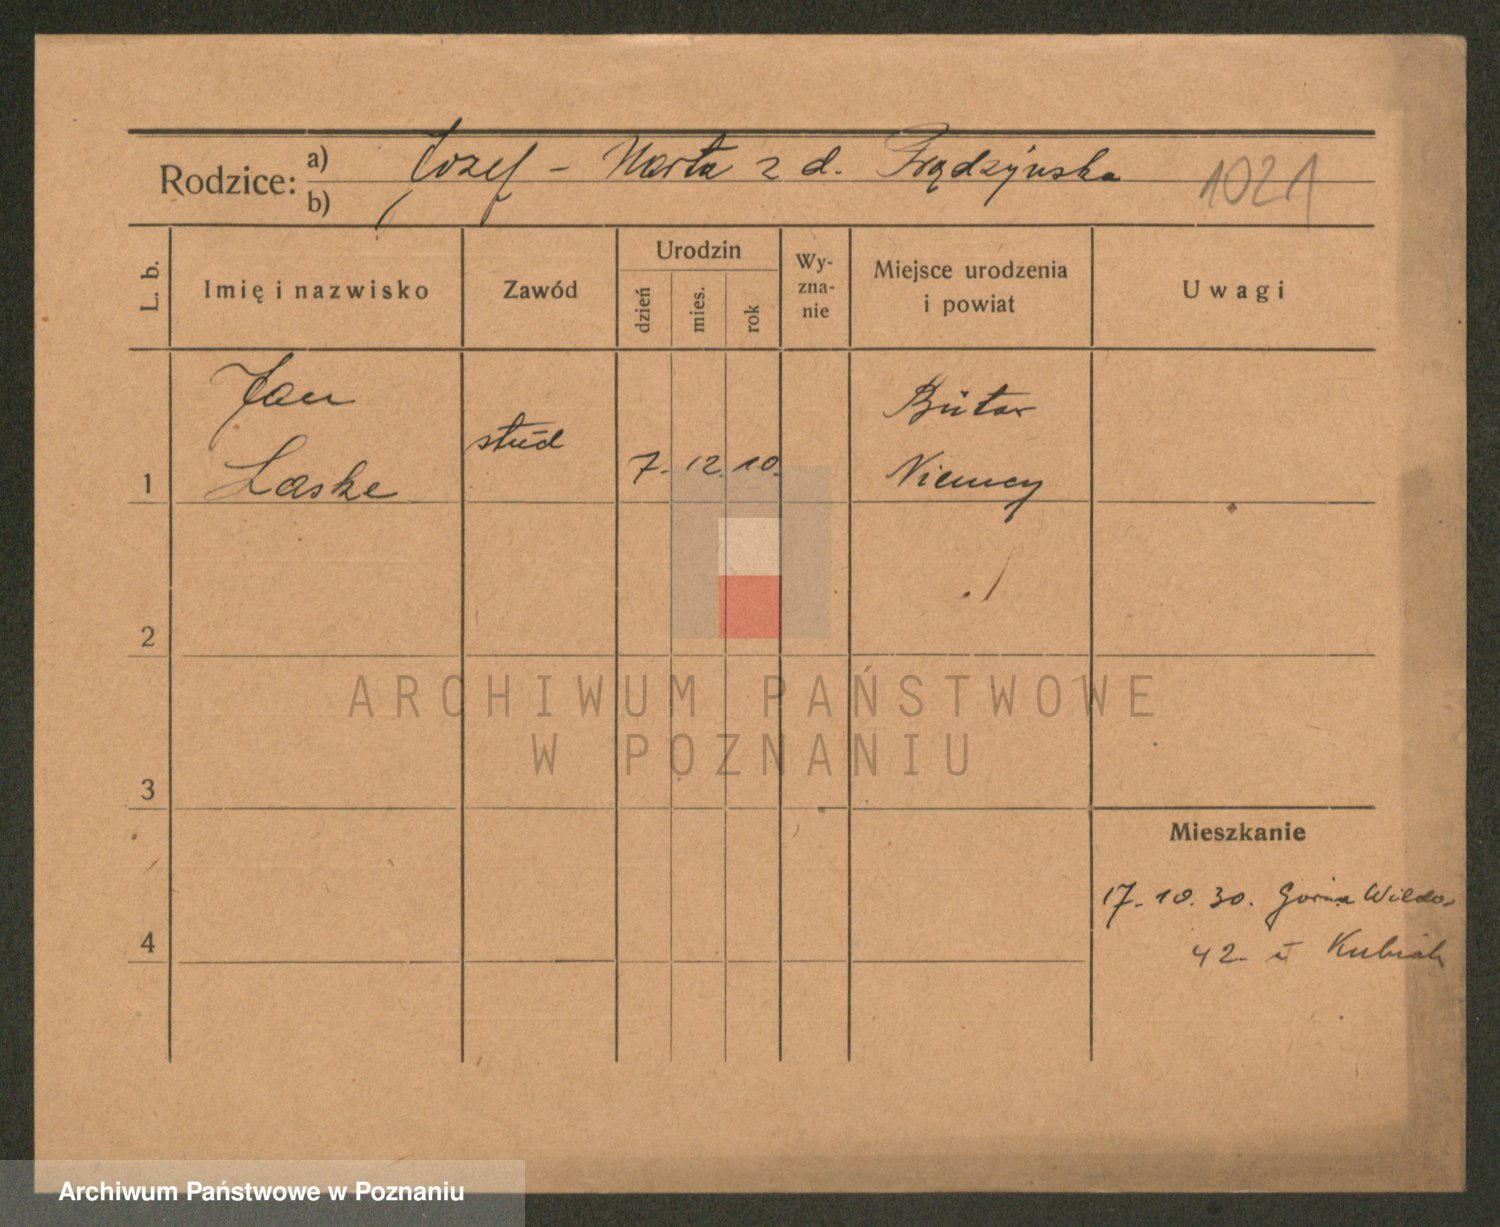 Rodzice: a) Józef - Marta z d. Prądzyńska 1021
b)
L. b. Imię i nazwisko Zawód Urodzin dzień mies. rok Wy-zna-nie Miejsce urodzenia i powiat Uwagi
Jan
Laske stud 7. 12. 10. Bütow
1 Niemcy
2
ARCHIWUM PAŃSTWOWE
W POZNANIU
3
Mieszkanie
17. 10. 30. Górna Wilda
4 42 Kubiak
Archiwum Państwowe w Poznaniu